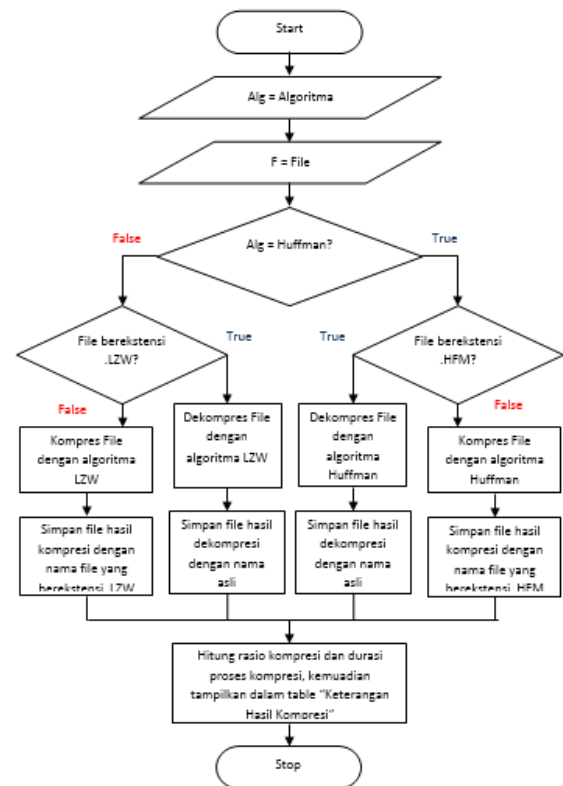 Start
Alg = Algoritma
F = File
Alg = Huffman?
False
True
File berekstensi
.LZW?
True
False
True
File berekstensi
.HFM?
False
Kompres File
dengan algoritma
LZW
Dekompres File
dengan
algoritma LZW
Dekompres File
dengan
algoritma
Huffman
Kompres File
dengan algoritma
Huffman
Simpan file hasil
kompresi dengan
nama file yang
berekstensi .LZW
Simpan file hasil
dekompresi
dengan nama
asli
Simpan file hasil
dekompresi
dengan nama
asli
Simpan file hasil
kompresi dengan
nama file yang
berekstensi .HFM
Hitung rasio kompresi dan durasi
proses kompresi, kemuadian
tampilkan dalam table “Keterangan
Hasil Kompresi”
Stop